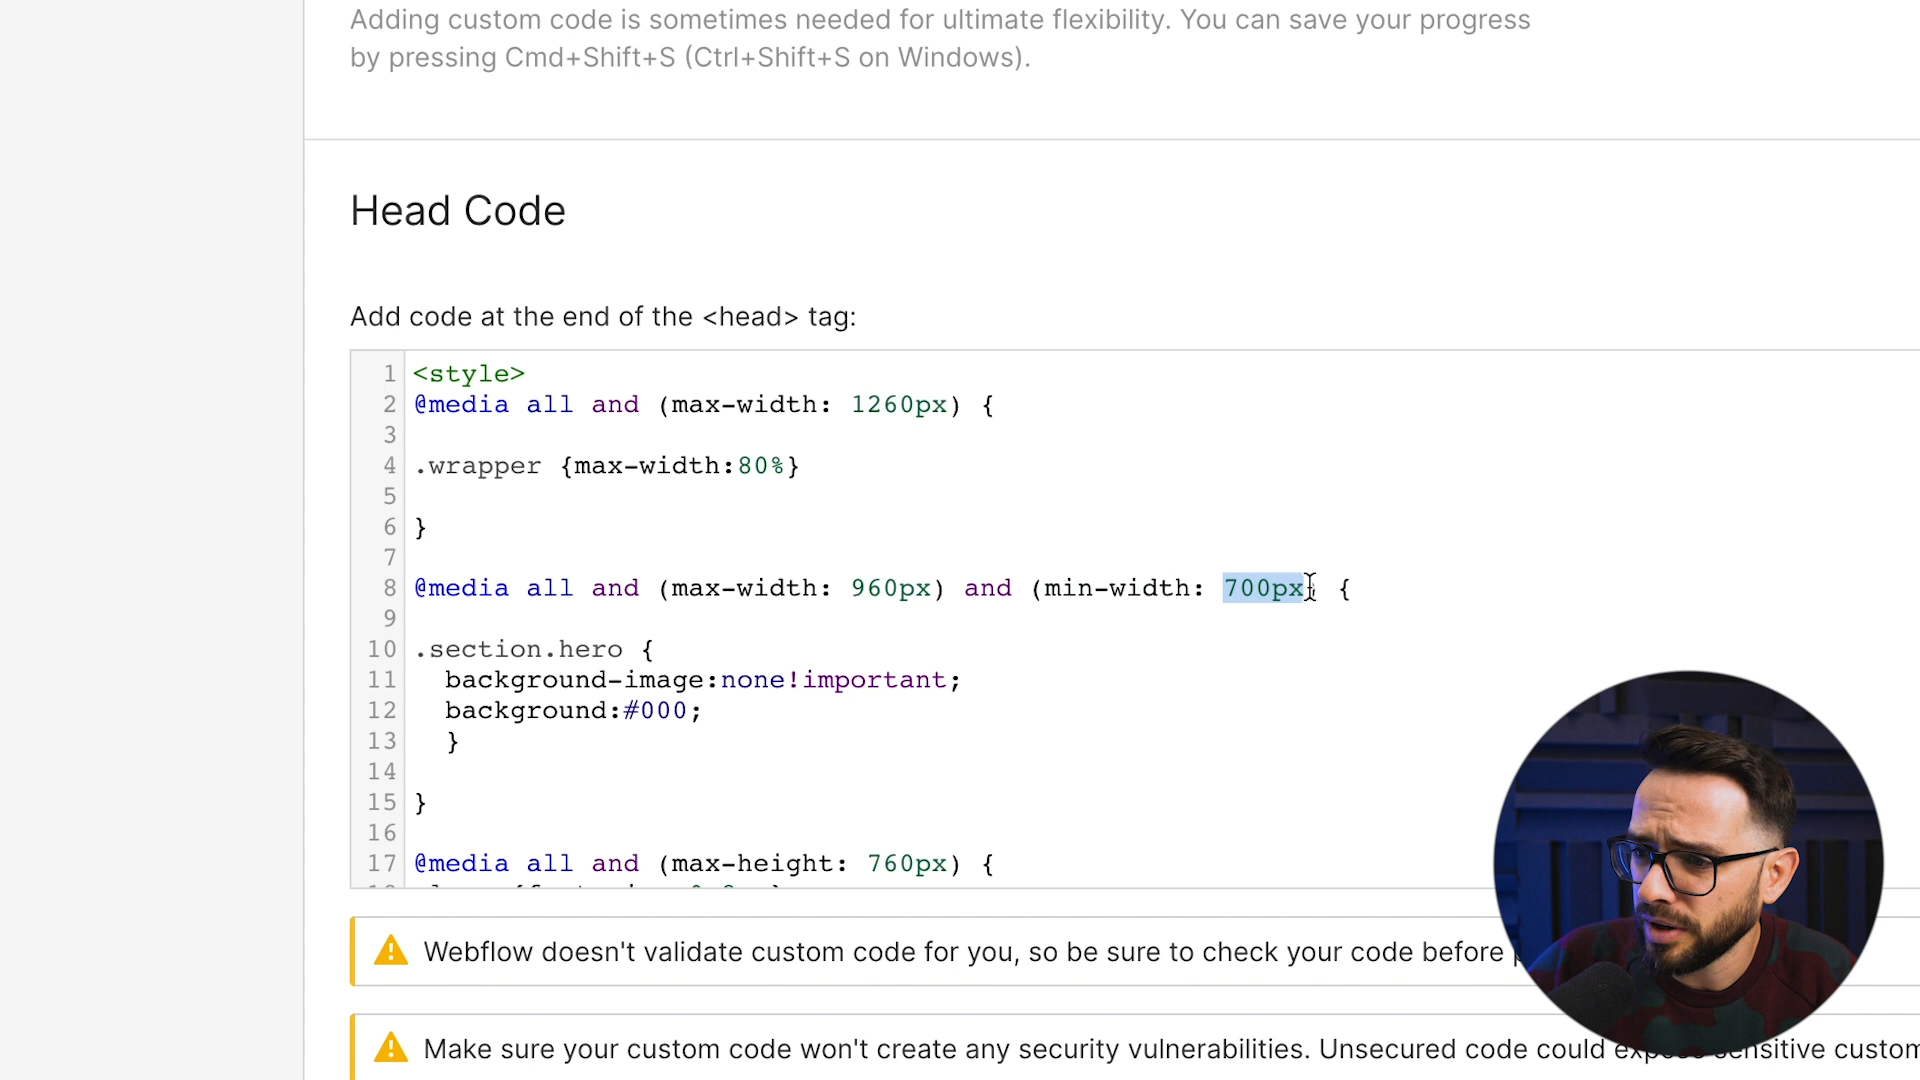 Adding custom code is sometimes needed for ultimate flexibility. You can save your progress
by pressing Cmd+Shift+S (Ctrl+Shift+S on Windows).
Head Code
Add code at the end of the <head> tag:
1 <style>
2 @media all and (max-width: 1260px) {
3
4 .wrapper {max-width:80%}
5
6 }
7
8 @media all and (max-width: 960px) and (min-width: 700px) {
9
10 .section.hero {
11 background-image:none!important;
12 background:#000;
13 }
14
15 }
16
17 @media all and (max-height: 760px) {
Webflow doesn't validate custom code for you, so be sure to check your code before
Make sure your custom code won't create any security vulnerabilities. Unsecured code could expose sensitive custom